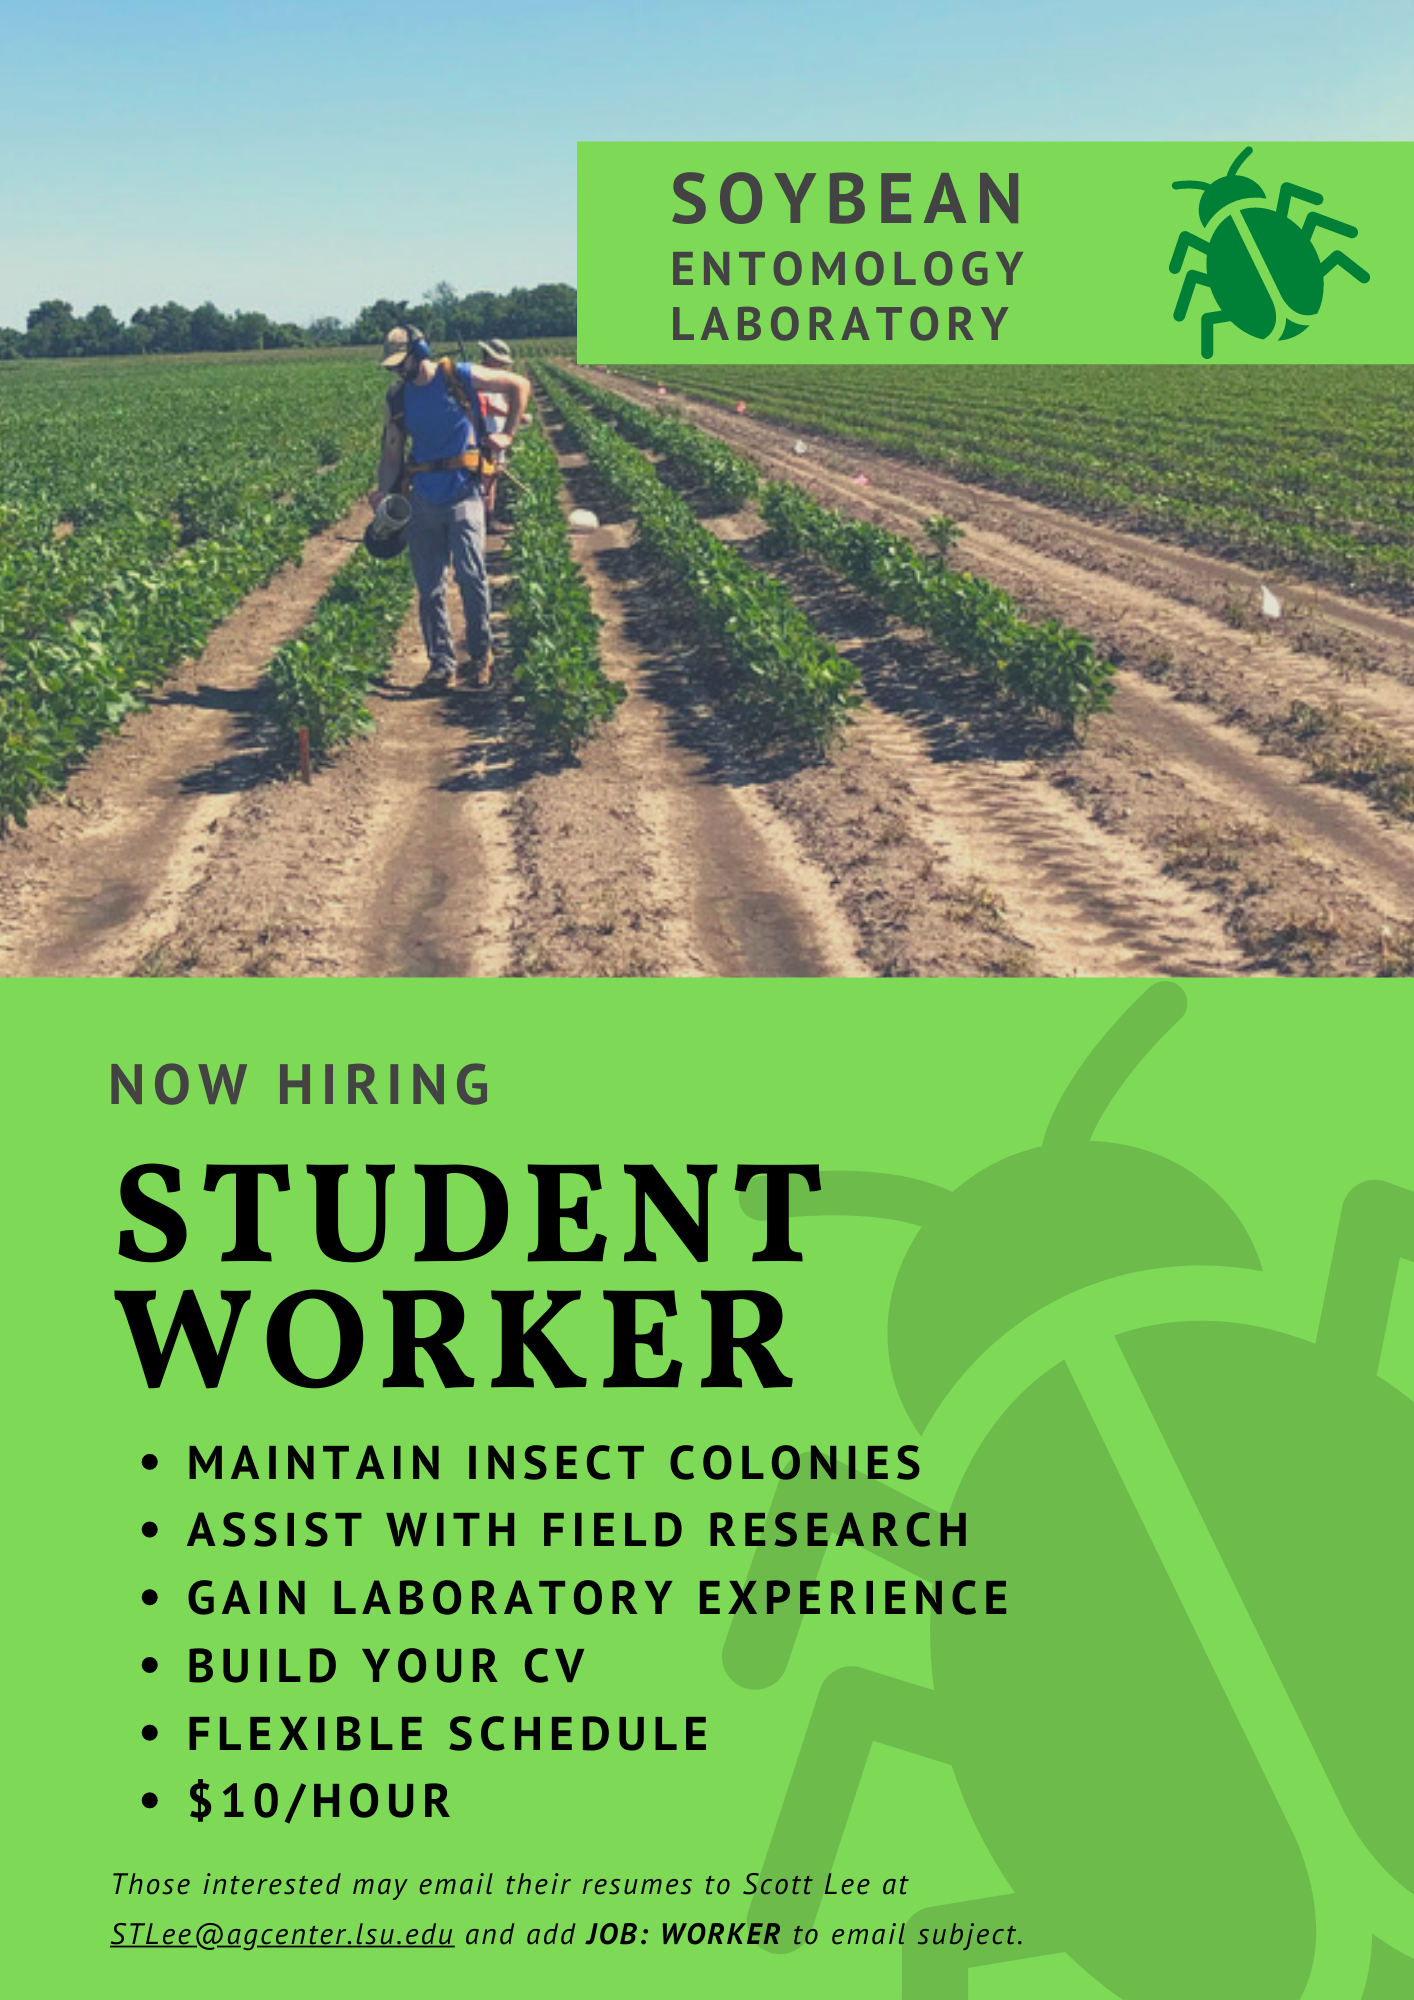 SOYBEAN
ENTOMOLOGY
LABORATORY
NOW HIRING
STUDENT
WORKER
• MAINTAIN INSECT COLONIES
• ASSIST WITH FIELD RESEARCH
• GAIN LABORATORY EXPERIENCE
• BUILD YOUR CV
• FLEXIBLE SCHEDULE
• $10/HOUR
Those interested may email their resumes to Scott Lee at
STLee@agcenter.lsu.edu and add JOB: WORKER to email subject.